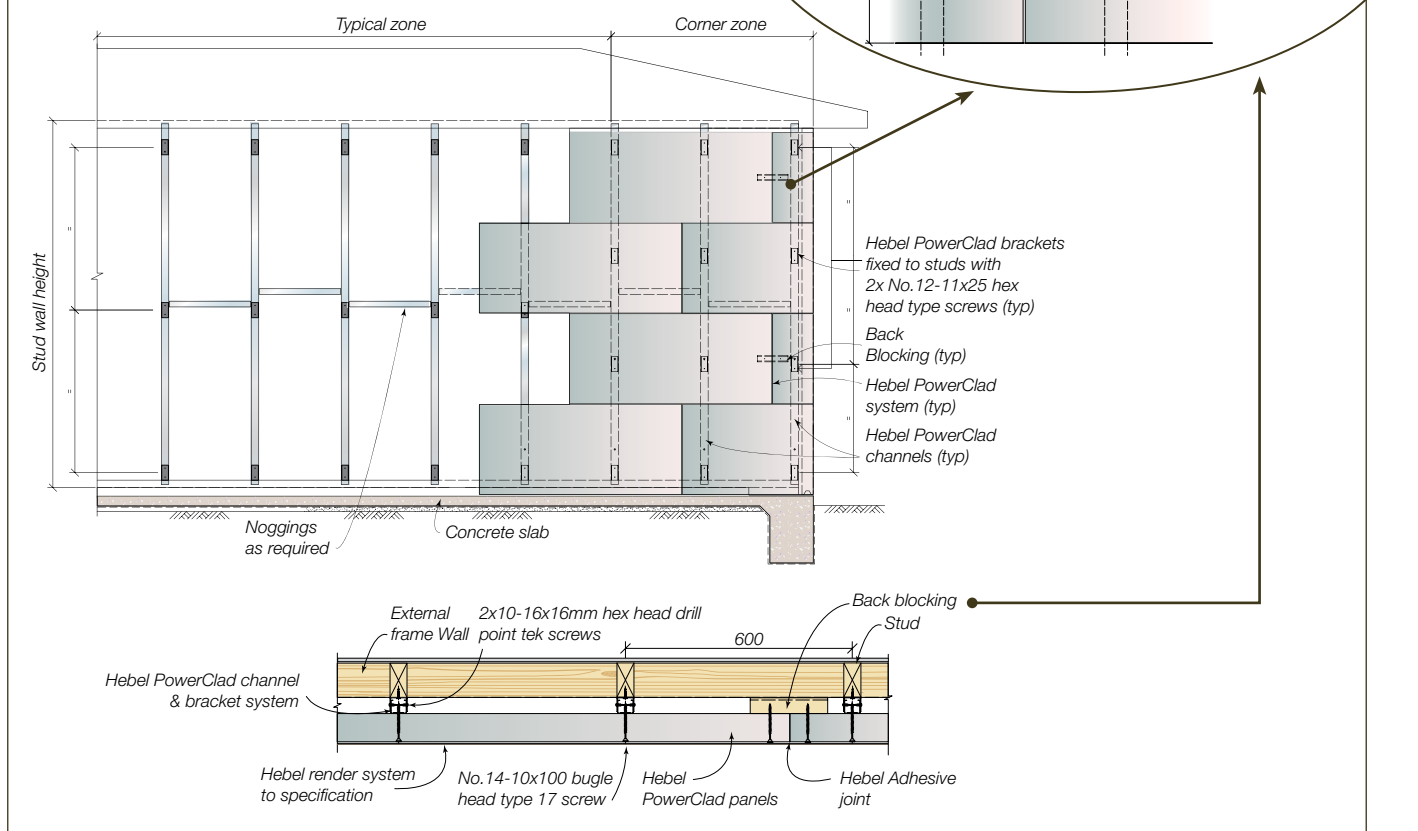 Typical zone
Corner zone
Stud wall height
=
=
=
=
=
Hebel PowerClad brackets
fixed to studs with
2x No.12-11x25 hex
head type screws (typ)
Back
Blocking (typ)
Hebel PowerClad
system (typ)
Hebel PowerClad
channels (typ)
Noggings
as required
Concrete slab
External
frame Wall
2x10-16x16mm hex head drill
point tek screws
600
Back blocking
Stud
Hebel PowerClad channel
& bracket system
Hebel render system
to specification
No.14-10x100 bugle
head type 17 screw
Hebel
PowerClad panels
Hebel Adhesive
joint